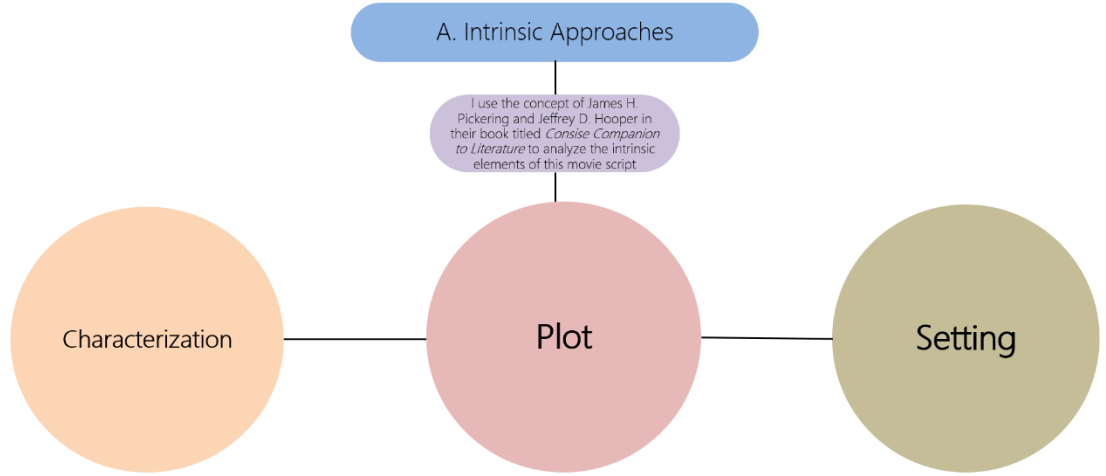 A. Intrinsic Approaches
I use the concept of James H.
Pickering and Jeffrey D. Hooper in
their book titled Consise Companion
to Literature to analyze the intrinsic
elements of this movie script
Characterization
Plot
Setting